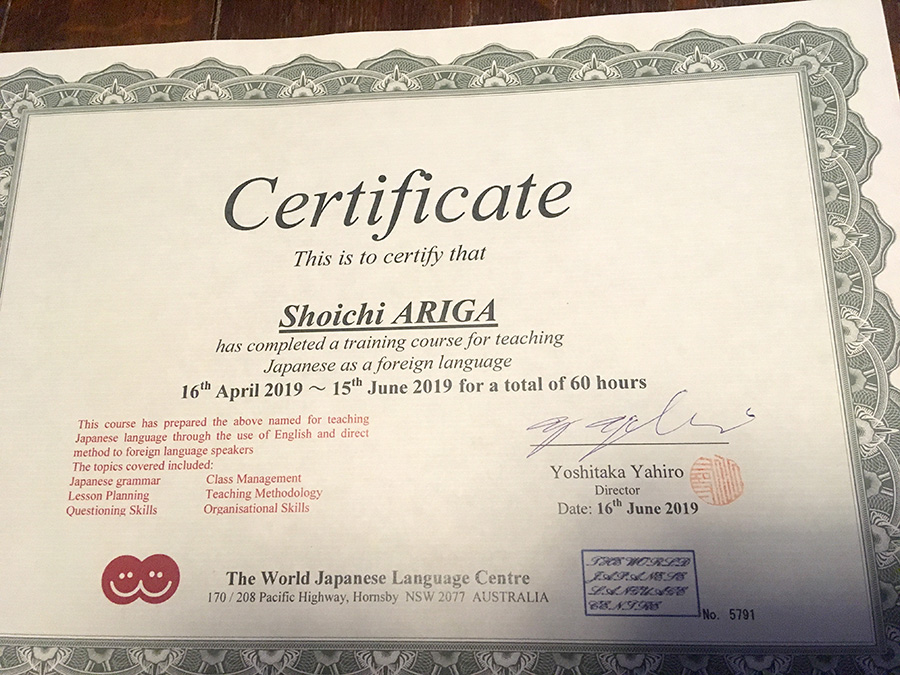 Certificate
This is to certify that
Shoichi ARIGA
has completed a training course for teaching
Japanese as a foreign language
16th April 2019 ～ 15th June 2019 for a total of 60 hours
This course has prepared the above named for teaching
Japanese language through the use of English and direct
method to foreign language speakers
The topics covered included:
Japanese grammar Class Management
Lesson Planning Teaching Methodology
Questioning Skills Organisational Skills
Yoshitaka Yahiro
Director
Date: 16th June 2019
The World Japanese Language Centre
170 / 208 Pacific Highway, Hornsby NSW 2077 AUSTRALIA
THE WORLD
JAPANESE
LANGUAGE
CENTRE
No. 5791